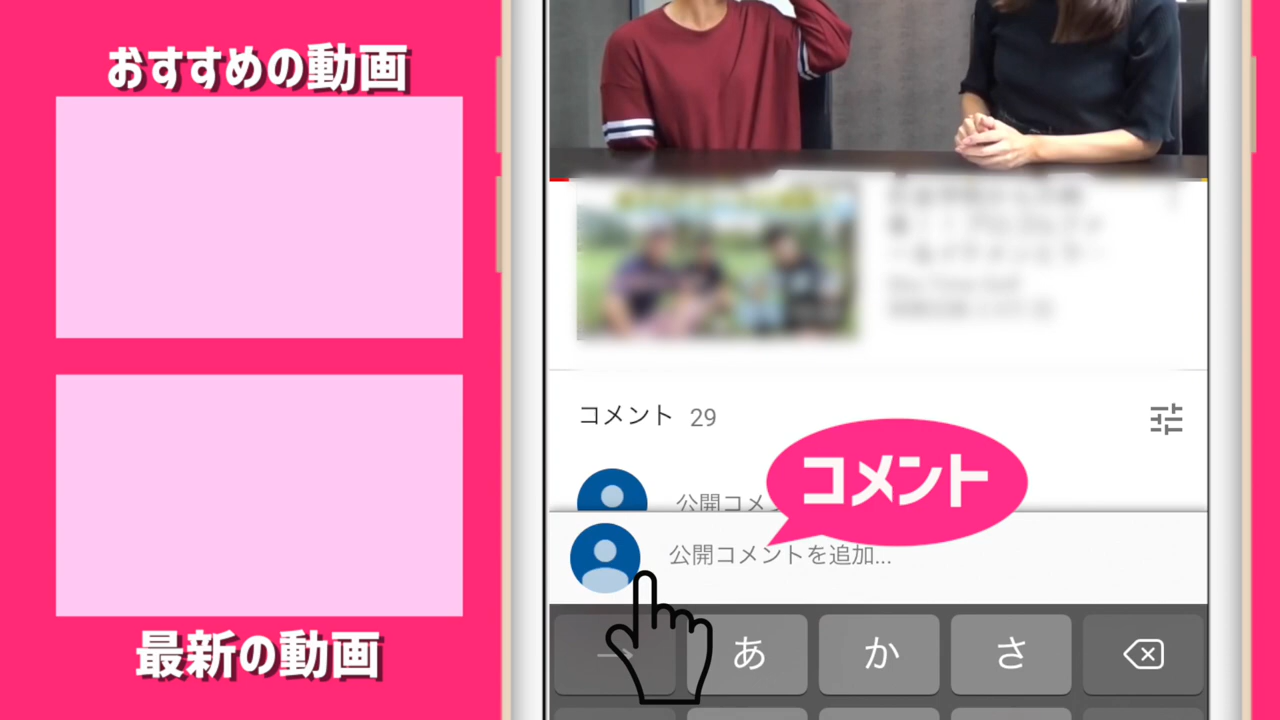 おすすめの動画
最新の動画
コメント 29
コメント
公開コメ
公開コメントを追加...
→ あ か さ